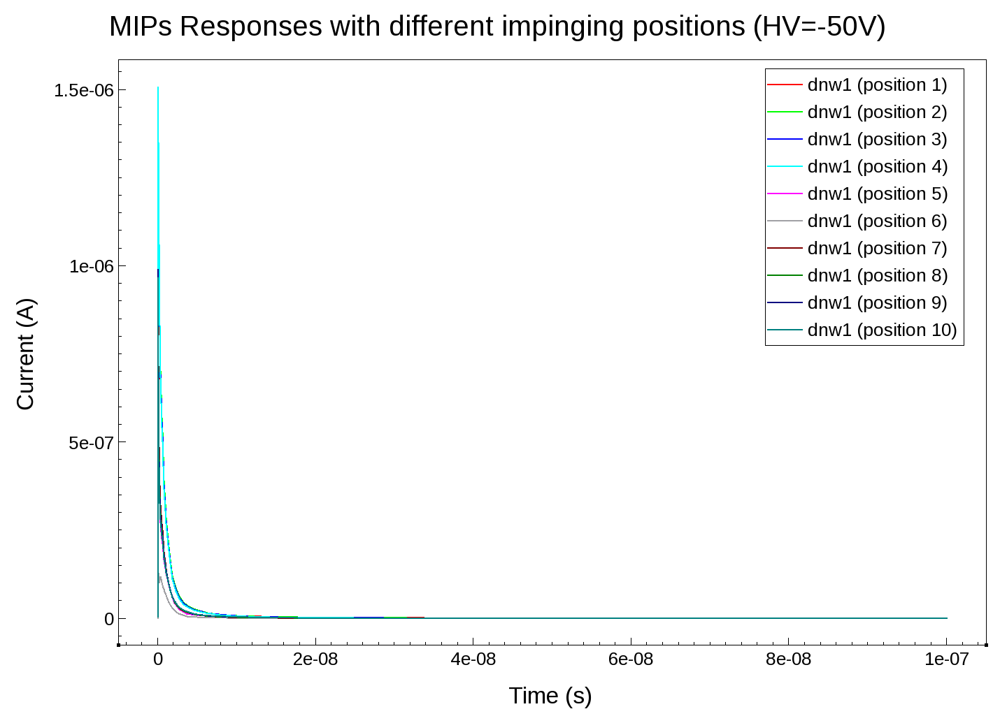 MIPs Responses with different impinging positions (HV=-50V)
dnw1 (position 1)
dnw1 (position 2)
dnw1 (position 3)
dnw1 (position 4)
dnw1 (position 5)
dnw1 (position 6)
dnw1 (position 7)
dnw1 (position 8)
dnw1 (position 9)
dnw1 (position 10)
Current (A)
1.5e-06
1e-06
5e-07
0
0 2e-08 4e-08 6e-08 8e-08 1e-07
Time (s)